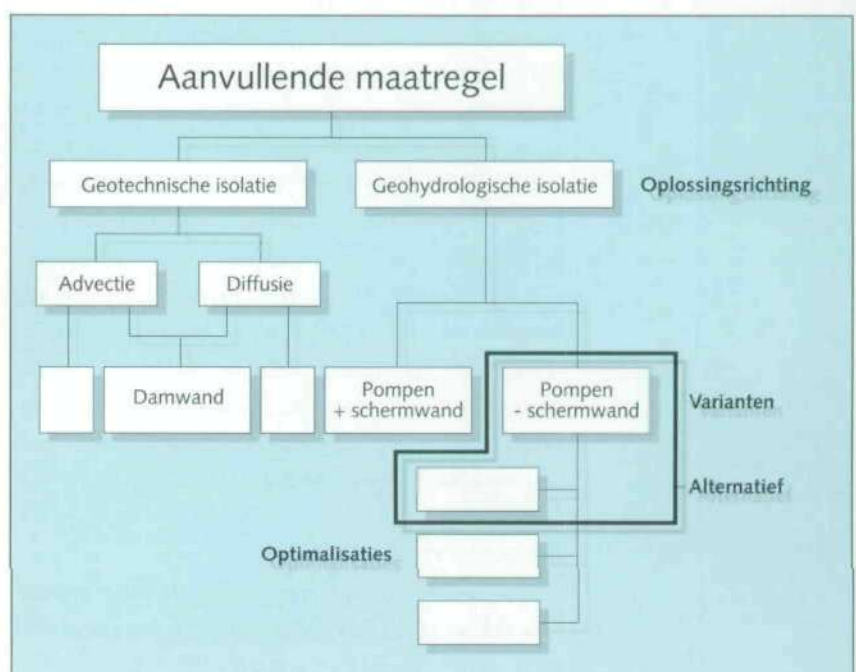 Aanvullende maatregel
Geotechnische isolatie
Geohydrologische isolatie
Oplossingsrichting
Advectie
Diffusie
Damwand
Pompen
+ schermwand
Pompen
- schermwand
Varianten
Alternatief
Optimalisaties